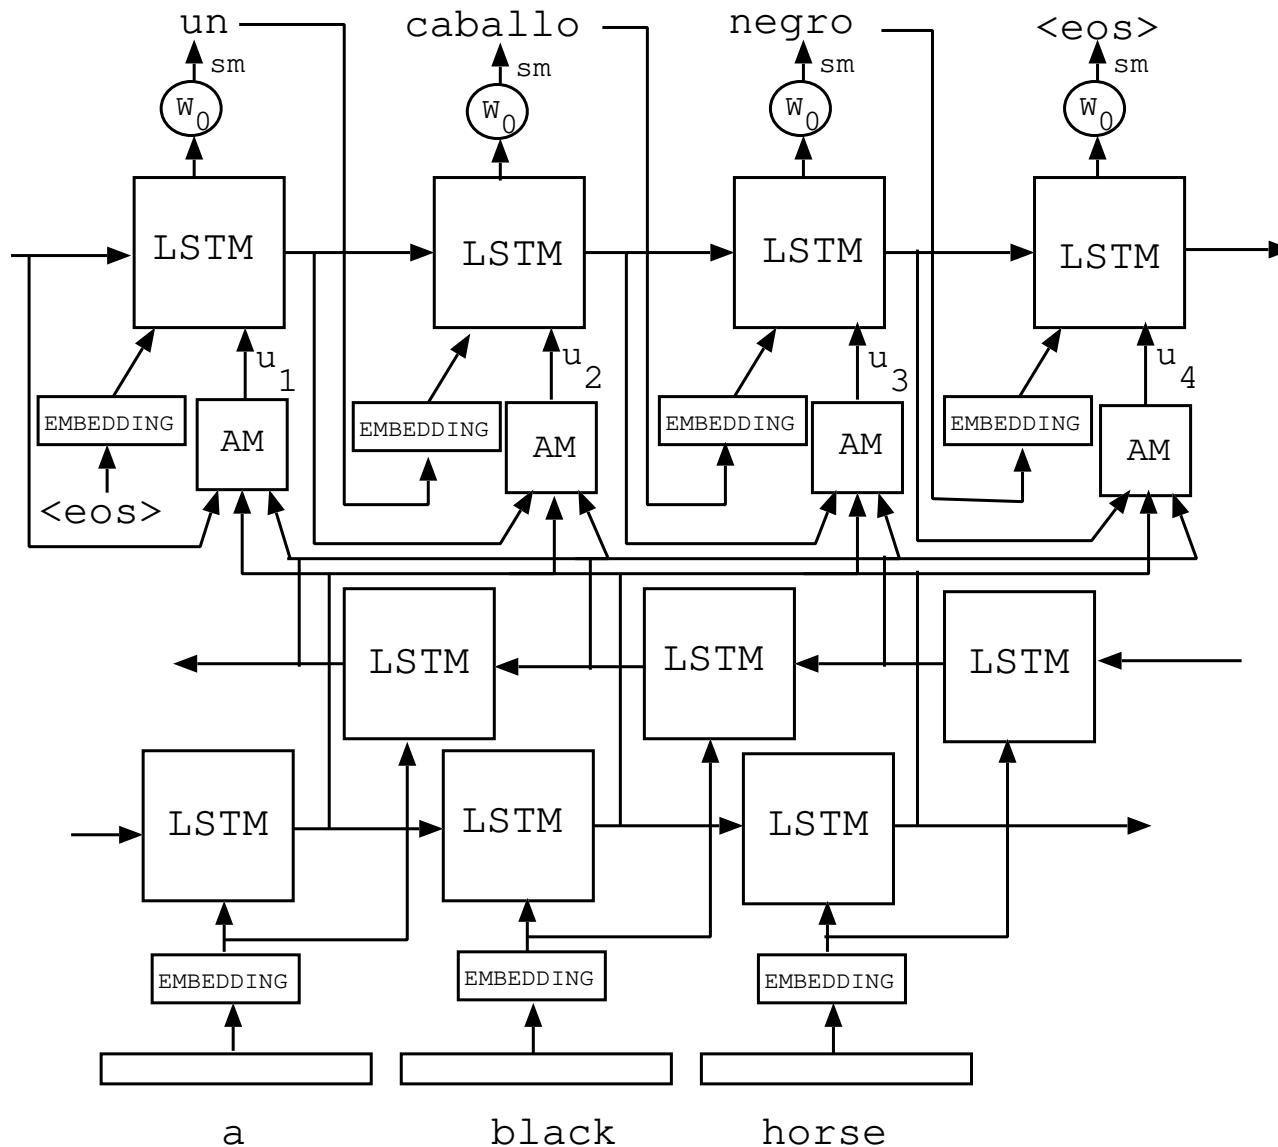 un caballo negro <eos>
sm sm sm sm
W0 W0 W0 W0
LSTM LSTM LSTM LSTM
u1 u2 u3 u4
EMBEDDING AM EMBEDDING AM EMBEDDING AM EMBEDDING AM
<eos>
LSTM LSTM LSTM
LSTM LSTM LSTM
EMBEDDING EMBEDDING EMBEDDING
a black horse